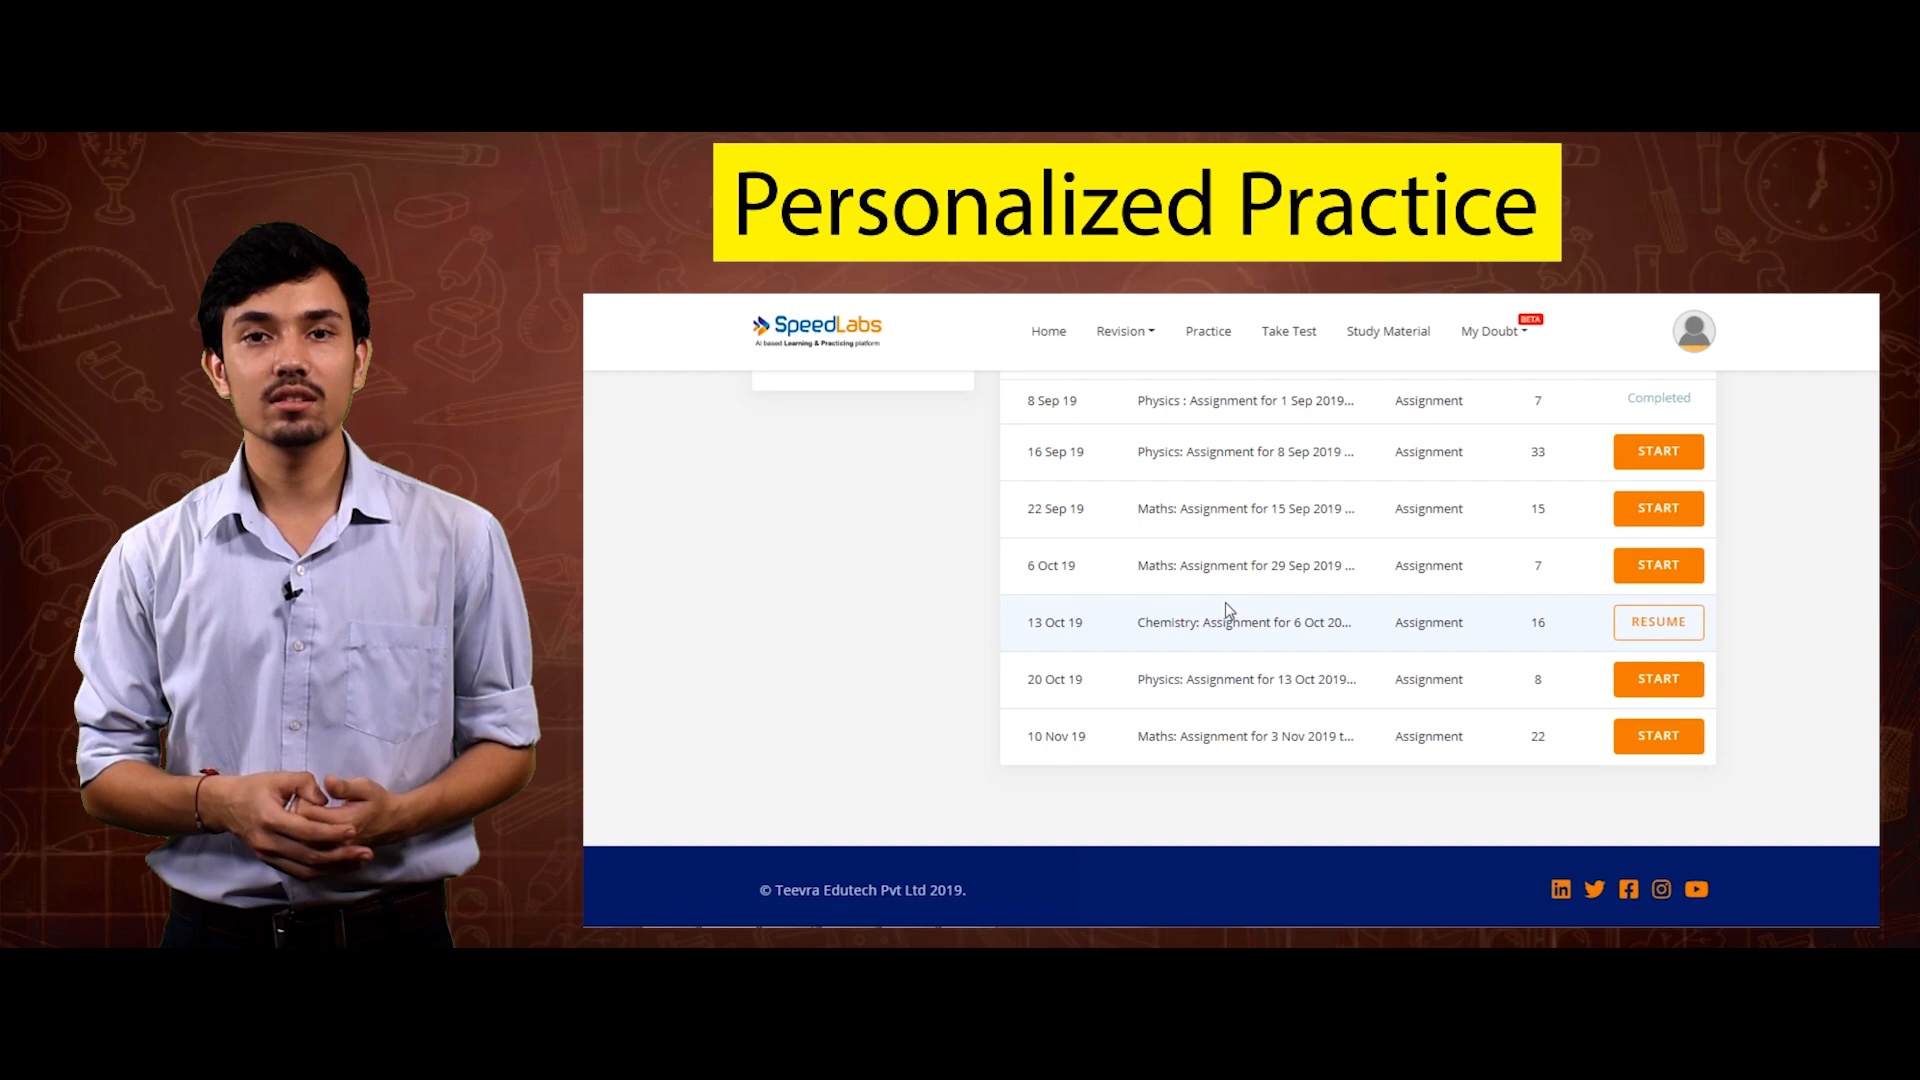 Personalized Practice
SpeedLabs
AI based Learning & Practicing platform
Home Revision Practice Take Test Study Material My Doubt BETA
8 Sep 19 Physics : Assignment for 1 Sep 2019... Assignment 7 Completed
16 Sep 19 Physics: Assignment for 8 Sep 2019 ... Assignment 33 START
22 Sep 19 Maths: Assignment for 15 Sep 2019 ... Assignment 15 START
6 Oct 19 Maths: Assignment for 29 Sep 2019 ... Assignment 7 START
13 Oct 19 Chemistry: Assignment for 6 Oct 20... Assignment 16 RESUME
20 Oct 19 Physics: Assignment for 13 Oct 2019... Assignment 8 START
10 Nov 19 Maths: Assignment for 3 Nov 2019 t... Assignment 22 START
© Teevra Edutech Pvt Ltd 2019.